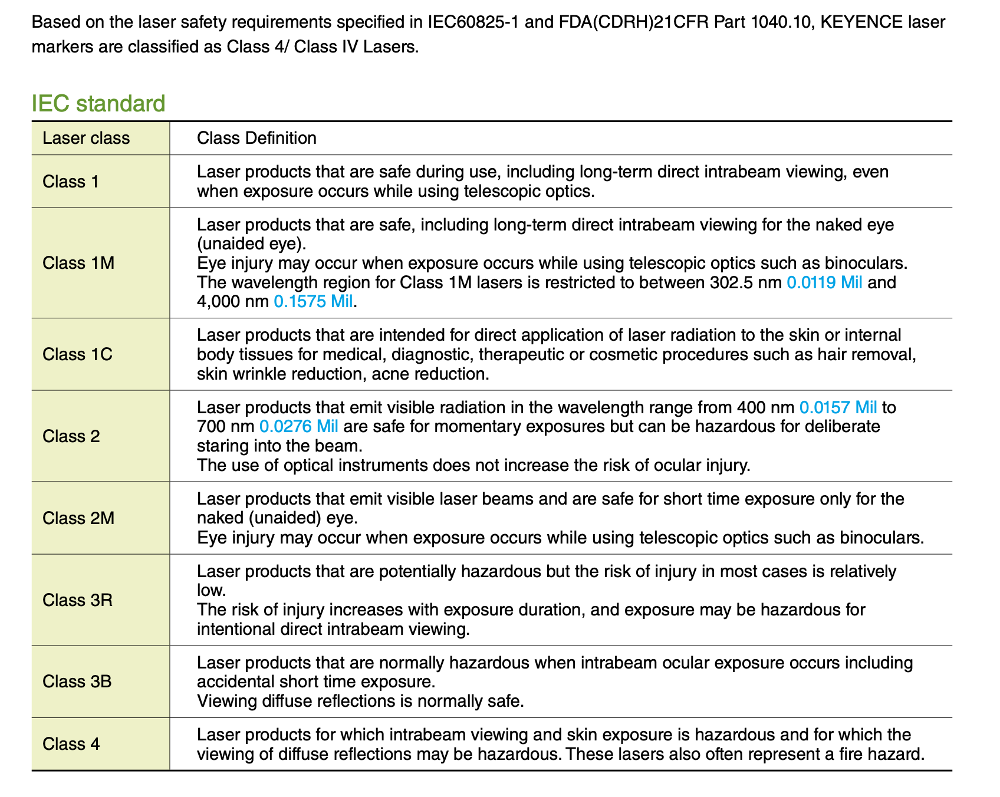 Based on the laser safety requirements specified in IEC60825-1 and FDA(CDRH)21CFR Part 1040.10, KEYENCE laser
markers are classified as Class 4/ Class IV Lasers.
IEC standard
Laser class
Class Definition
Class 1
Laser products that are safe during use, including long-term direct intrabeam viewing, even
when exposure occurs while using telescopic optics.
Class 1M
Laser products that are safe, including long-term direct intrabeam viewing for the naked eye
(unaided eye).
Eye injury may occur when exposure occurs while using telescopic optics such as binoculars.
The wavelength region for Class 1M lasers is restricted to between 302.5 nm 0.0119 Mil and
4,000 nm 0.1575 Mil.
Class 1C
Laser products that are intended for direct application of laser radiation to the skin or internal
body tissues for medical, diagnostic, therapeutic or cosmetic procedures such as hair removal,
skin wrinkle reduction, acne reduction.
Class 2
Laser products that emit visible radiation in the wavelength range from 400 nm 0.0157 Mil to
700 nm 0.0276 Mil are safe for momentary exposures but can be hazardous for deliberate
staring into the beam.
The use of optical instruments does not increase the risk of ocular injury.
Class 2M
Laser products that emit visible laser beams and are safe for short time exposure only for the
naked (unaided) eye.
Eye injury may occur when exposure occurs while using telescopic optics such as binoculars.
Class 3R
Laser products that are potentially hazardous but the risk of injury in most cases is relatively
low.
The risk of injury increases with exposure duration, and exposure may be hazardous for
intentional direct intrabeam viewing.
Class 3B
Laser products that are normally hazardous when intrabeam ocular exposure occurs including
accidental short time exposure.
Viewing diffuse reflections is normally safe.
Class 4
Laser products for which intrabeam viewing and skin exposure is hazardous and for which the
viewing of diffuse reflections may be hazardous. These lasers also often represent a fire hazard.